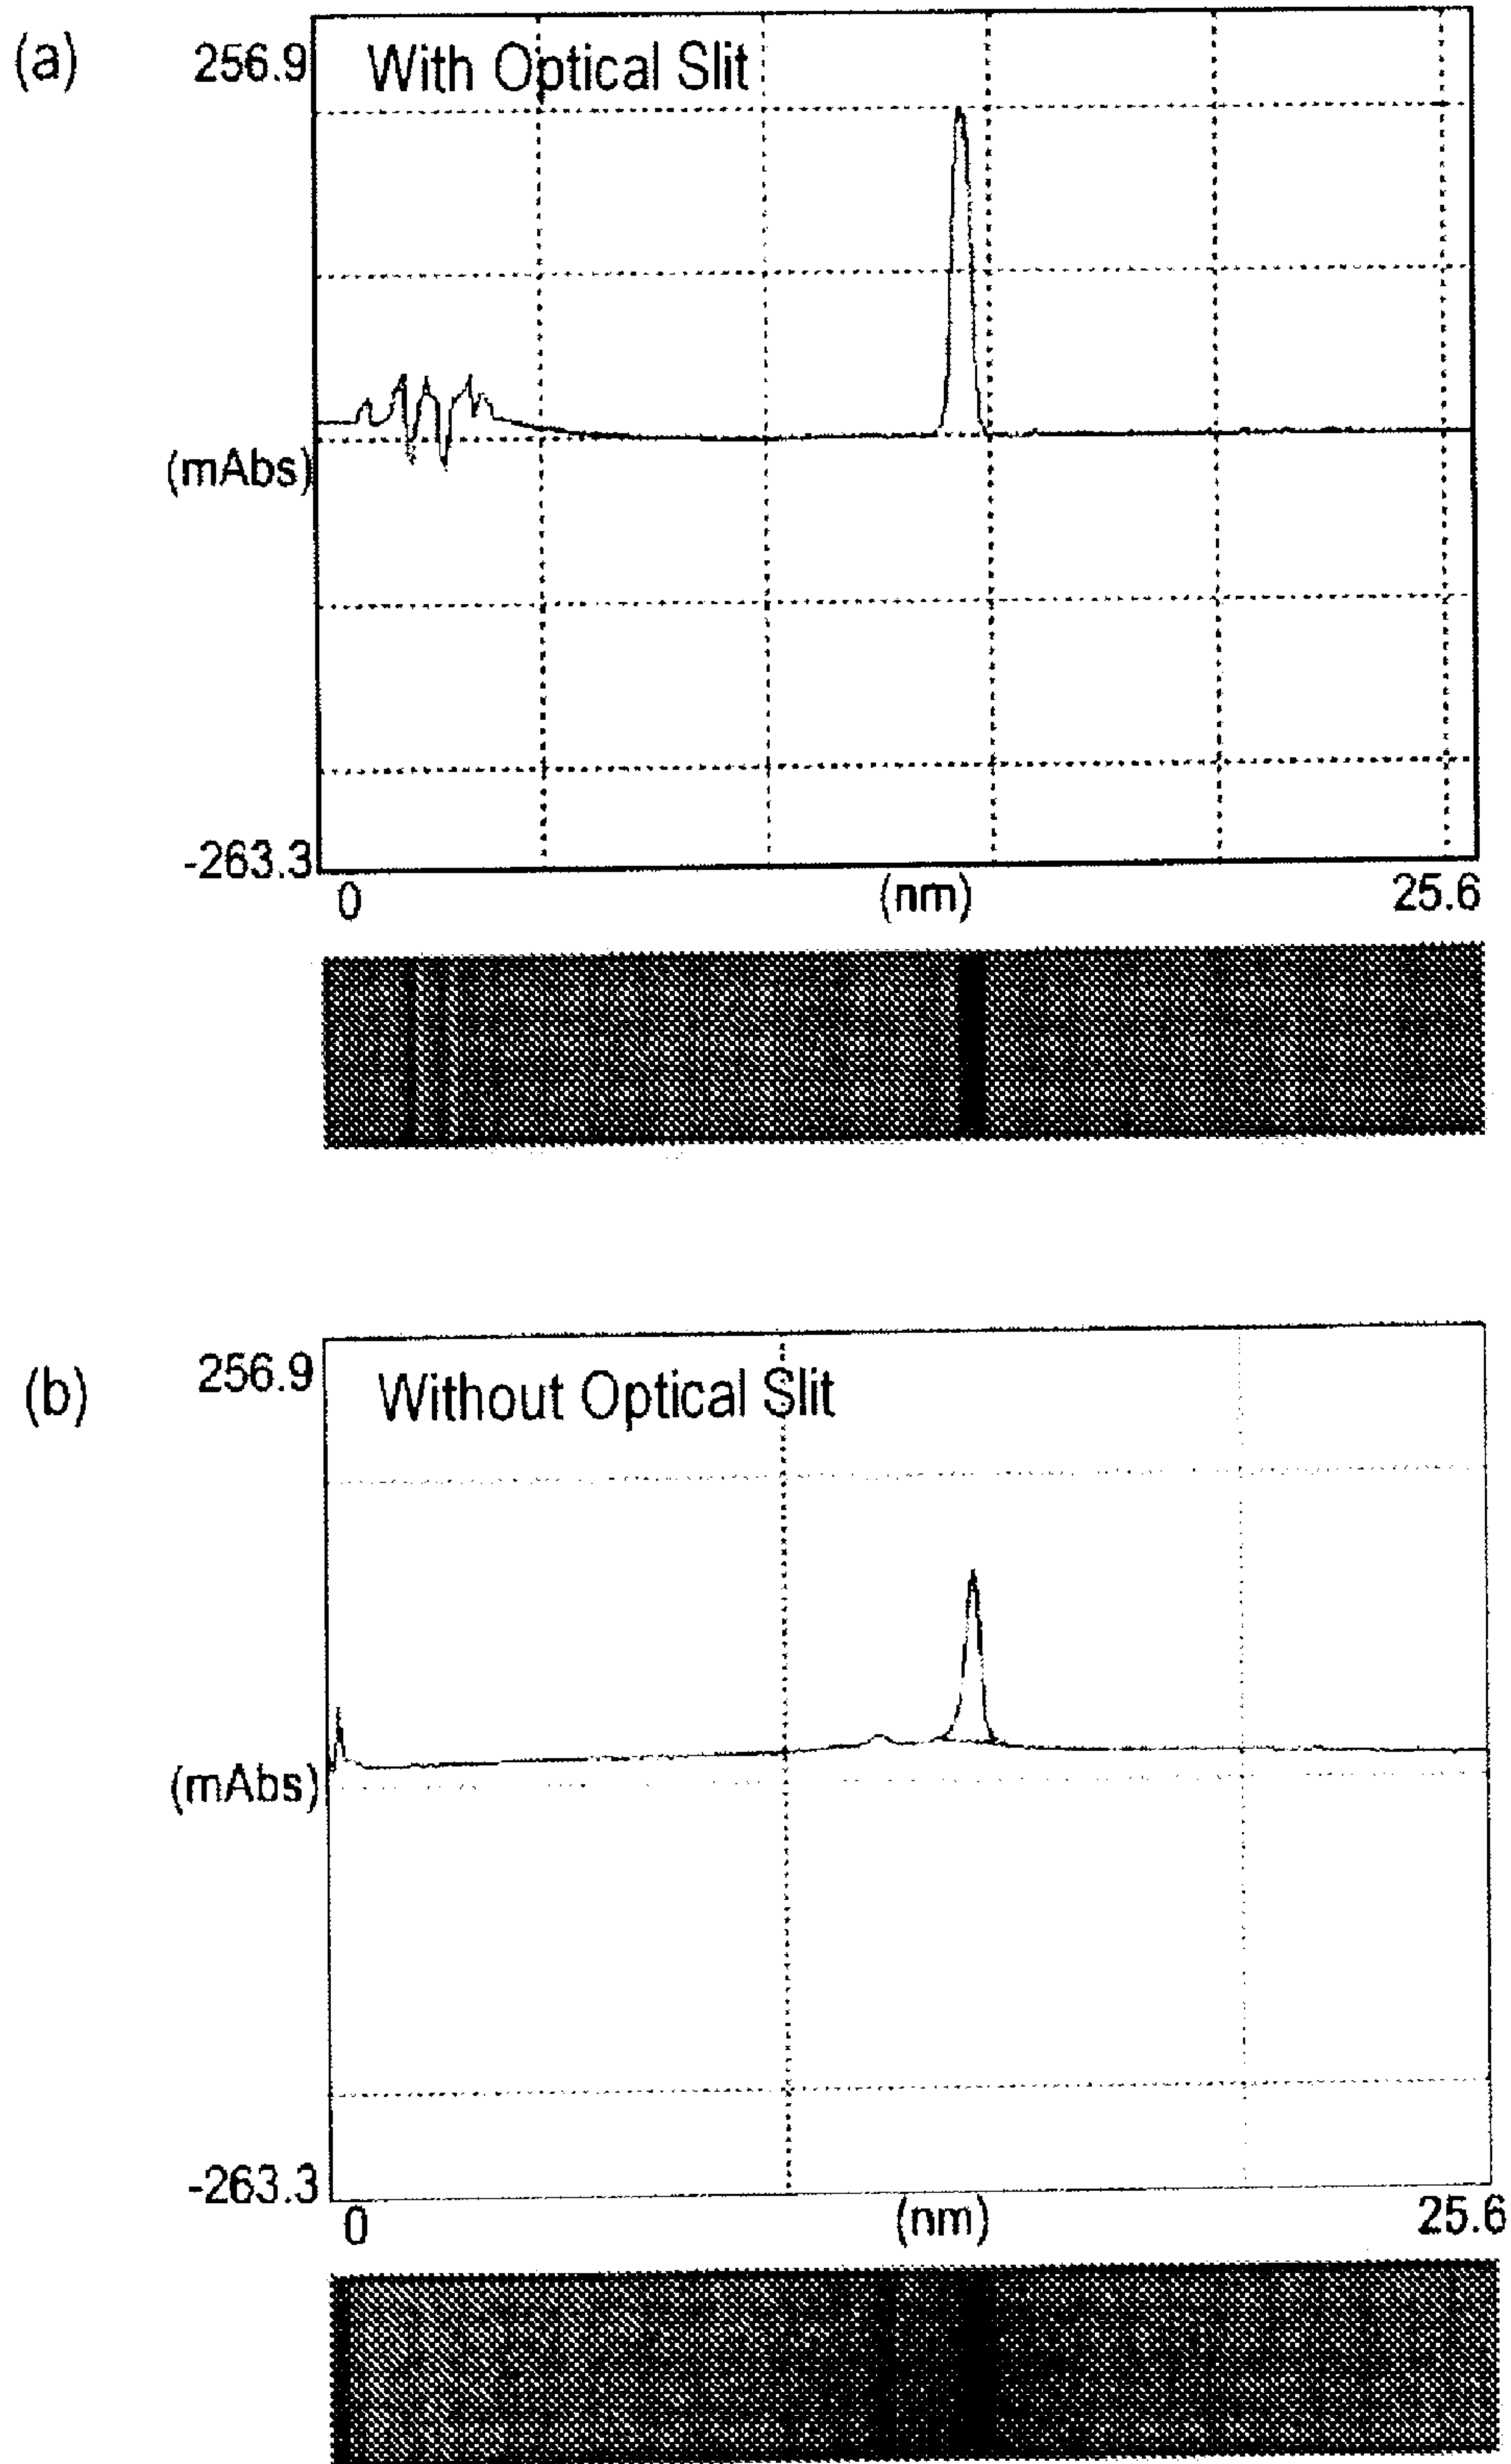 (a)
256.9
With Optical Slit
(mAbs)
-263.3
0
(nm)
25.6
(b)
256.9
Without Optical Slit
(mAbs)
-263.3
0
(nm)
25.6